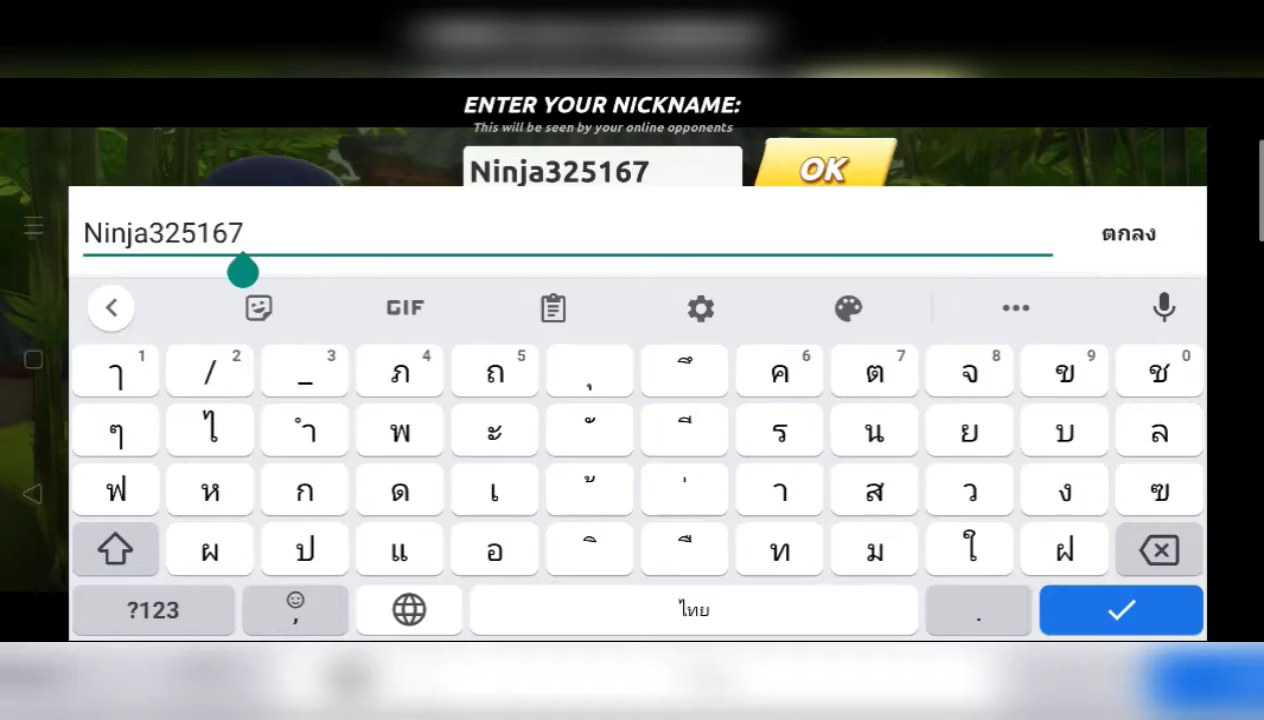 ENTER YOUR NICKNAME:
This will be seen by your online opponents
Ninja325167
OK
Ninja325167
ตกลง
GIF
ๅ 1 / 2 _ 3 ภ 4 ถ 5 ุ ึ ค 6 ต 7 จ 8 ข 9 ช 0
ๆ ไ ำ พ ะ ั ี ร น ย บ ล
ฟ ห ก ด เ ้ ่ า ส ว ง ฃ
ผ ป แ อ ิ ื ท ม ใ ฝ
?123 , ไทย .